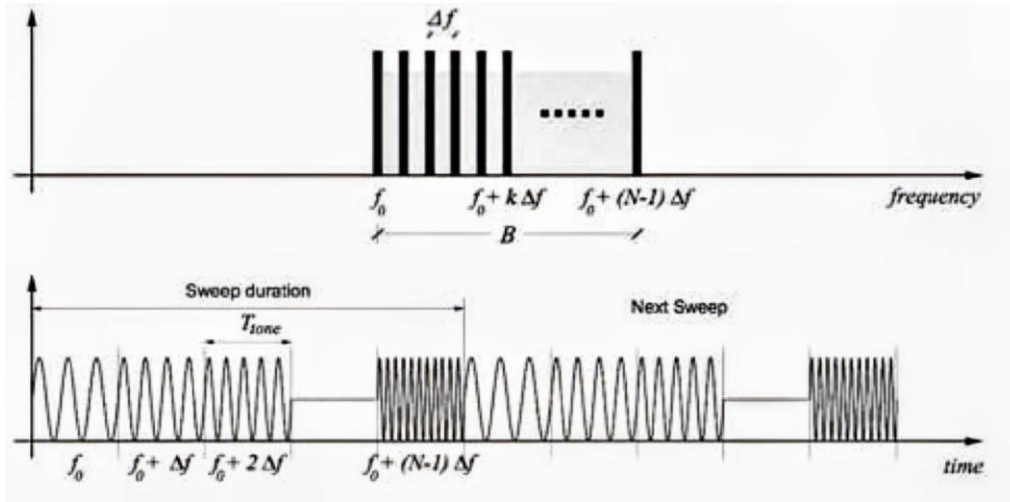 Δf
f₀ f₀ + k Δf f₀ + (N-1) Δf frequency
B
Sweep duration Next Sweep
T_tone
f₀ f₀ + Δf f₀ + 2 Δf f₀ + (N-1) Δf time